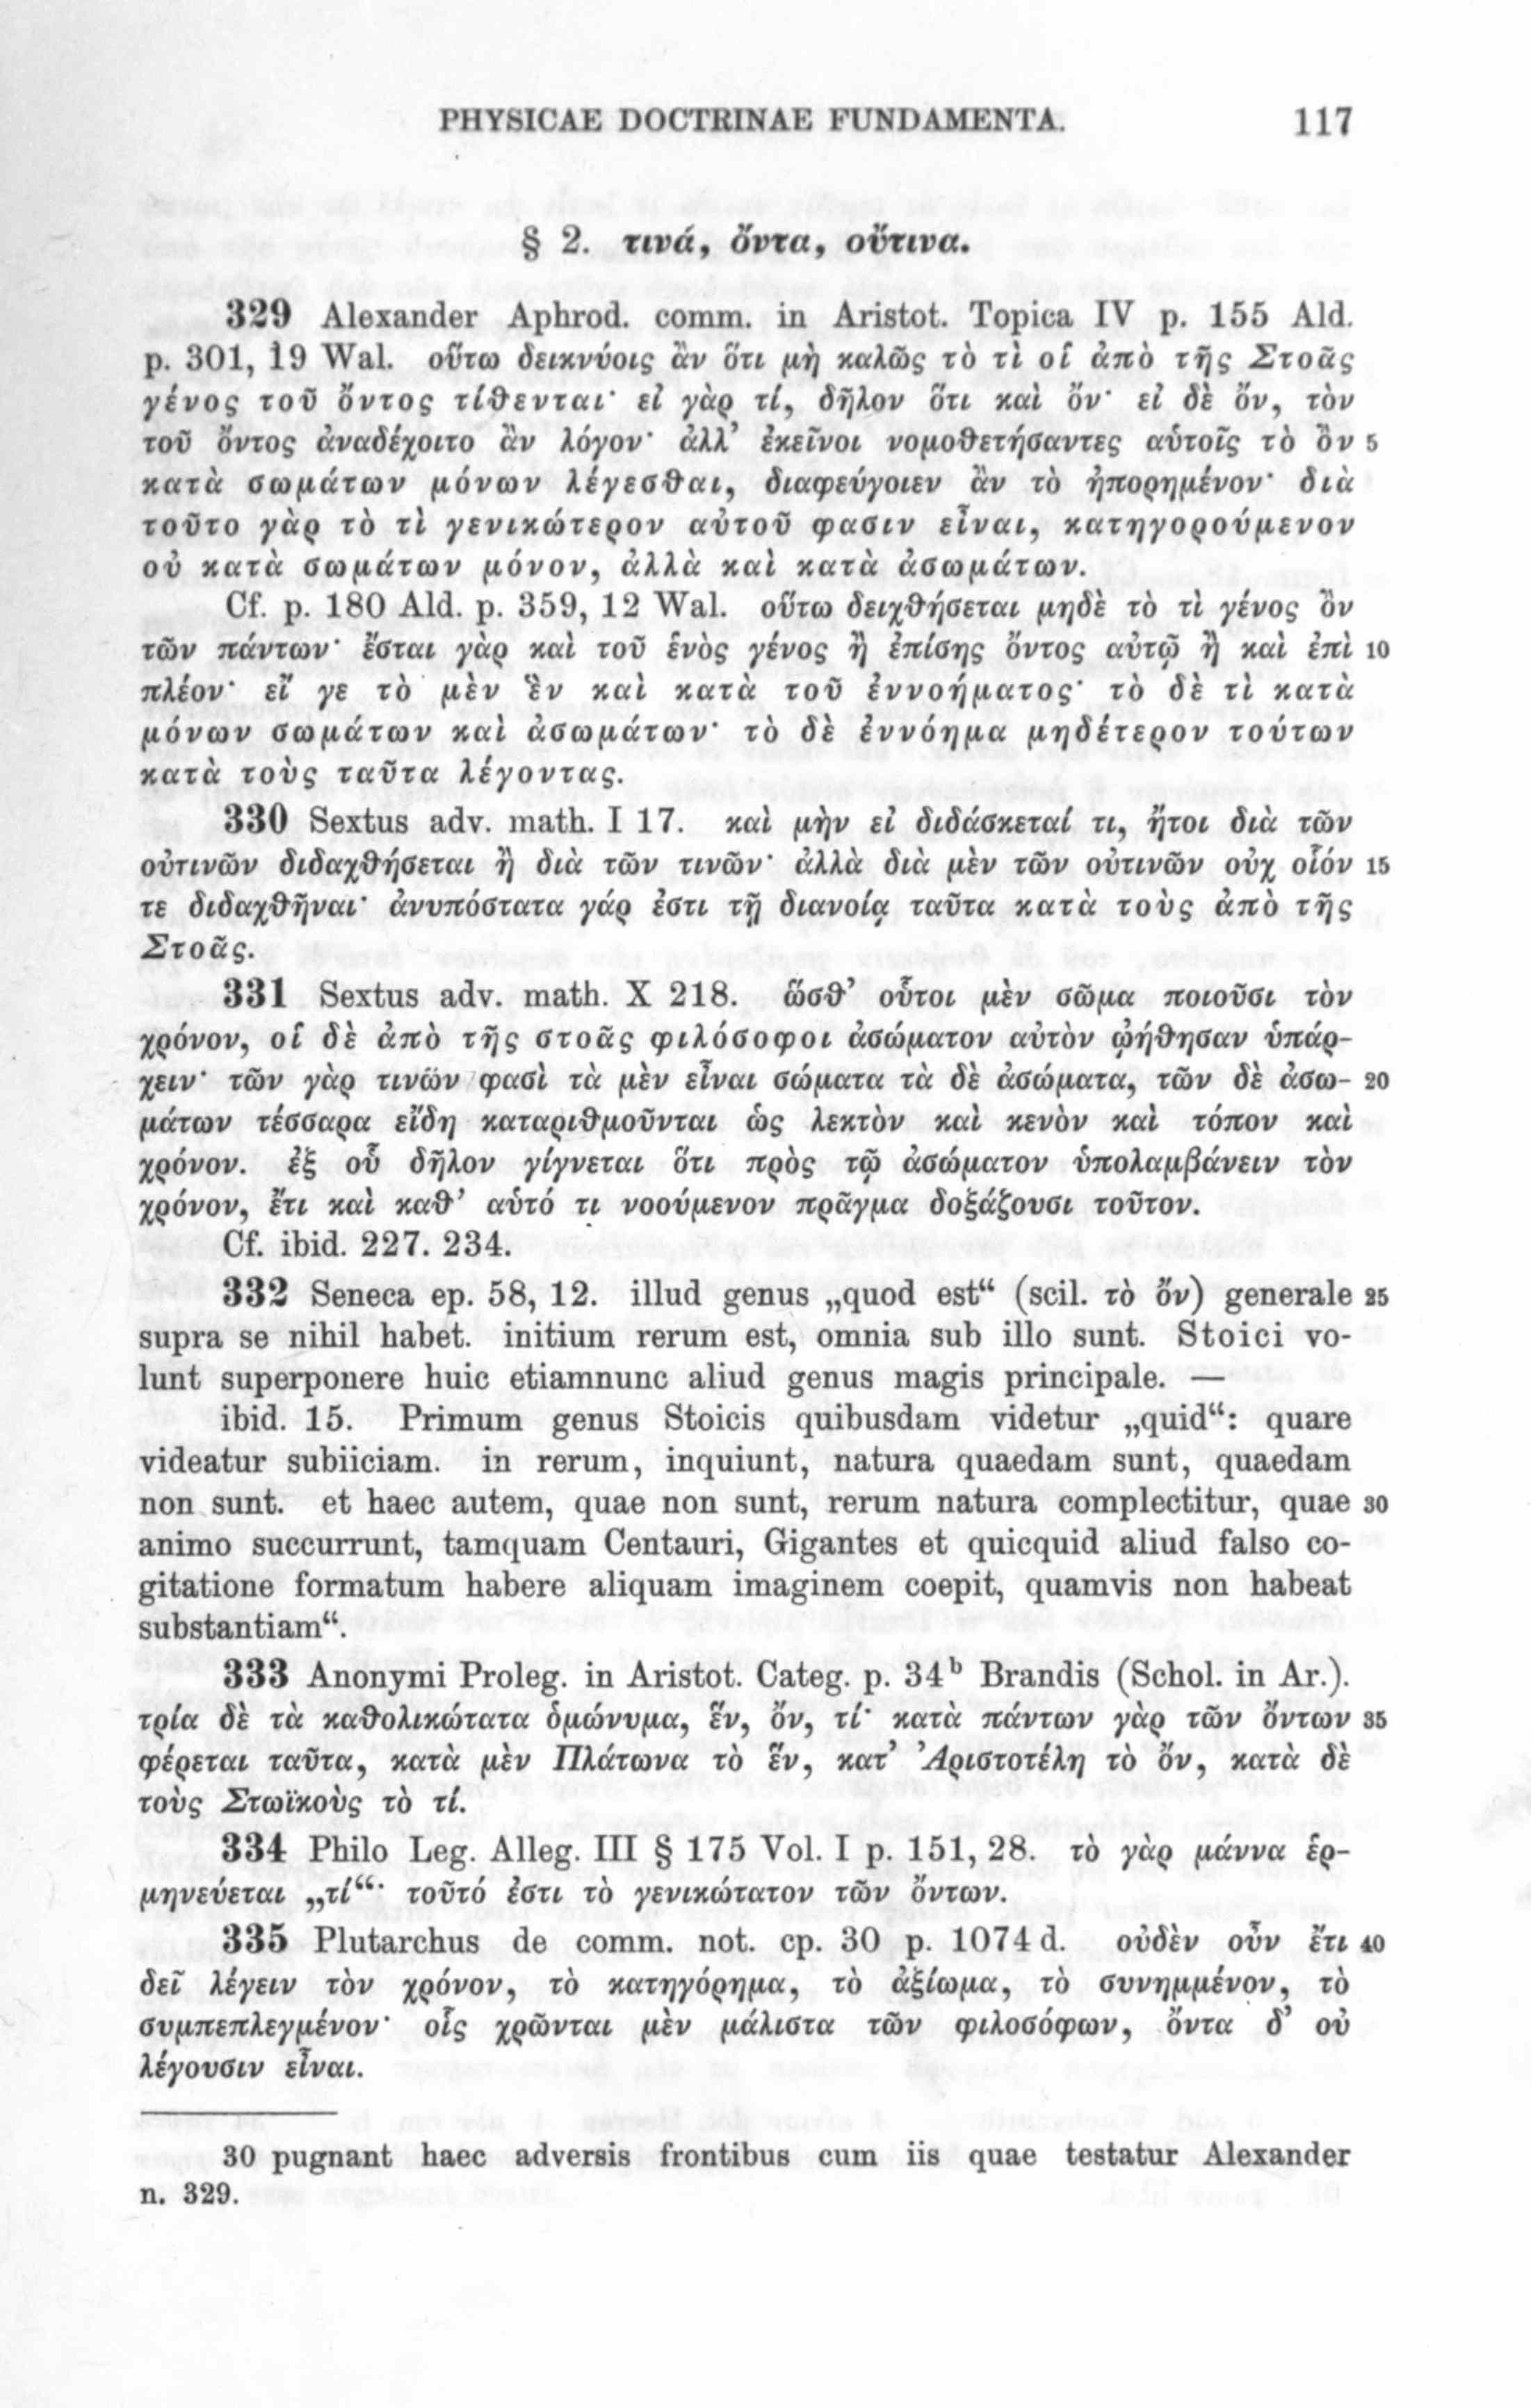 PHYSICAE DOCTRINAE FUNDAMENTA. 117
§ 2. τινά, ὄντα, οὔτινα.
329 Alexander Aphrod. comm. in Aristot. Topica IV p. 155 Ald.
p. 301, 19 Wal. οὕτω δεικνύοις ἂν ὅτι μὴ καλῶς τὸ τὶ οἱ ἀπὸ τῆς Στοᾶς
γένος τοῦ ὄντος τίθενται· εἰ γὰρ τί, δῆλον ὅτι καὶ ὄν· εἰ δὲ ὄν, τὸν
τοῦ ὄντος ἀναδέχοιτο ἂν λόγον· ἀλλ’ ἐκεῖνοι νομοθετήσαντες αὑτοῖς τὸ ὂν 5
κατὰ σωμάτων μόνων λέγεσθαι, διαφεύγοιεν ἂν τὸ ἠπορημένον· διὰ
τοῦτο γὰρ τὸ τὶ γενικώτερον αὐτοῦ φασιν εἶναι, κατηγορούμενον
οὐ κατὰ σωμάτων μόνον, ἀλλὰ καὶ κατὰ ἀσωμάτων.
Cf. p. 180 Ald. p. 359, 12 Wal. οὕτω δειχθήσεται μηδὲ τὸ τὶ γένος ὂν
τῶν πάντων· ἔσται γὰρ καὶ τοῦ ἑνὸς γένος ἢ ἐπίσης ὄντος αὐτῷ ἢ καὶ ἐπὶ 10
πλέον· εἴ γε τὸ μὲν ἓν καὶ κατὰ τοῦ ἐννοήματος· τὸ δὲ τὶ κατὰ
μόνων σωμάτων καὶ ἀσωμάτων· τὸ δὲ ἐννόημα μηδέτερον τούτων
κατὰ τοὺς ταῦτα λέγοντας.
330 Sextus adv. math. I 17. καὶ μὴν εἰ διδάσκεταί τι, ἤτοι διὰ τῶν
οὐτινῶν διδαχθήσεται ἢ διὰ τῶν τινῶν· ἀλλὰ διὰ μὲν τῶν οὐτινῶν οὐχ οἷόν 15
τε διδαχθῆναι· ἀνυπόστατα γάρ ἐστι τῇ διανοίᾳ ταῦτα κατὰ τοὺς ἀπὸ τῆς
Στοᾶς.
331 Sextus adv. math. X 218. ὥσθ’ οὗτοι μὲν σῶμα ποιοῦσι τὸν
χρόνον, οἱ δὲ ἀπὸ τῆς στοᾶς φιλόσοφοι ἀσώματον αὐτὸν ᾠήθησαν ὑπάρ-
χειν· τῶν γὰρ τινῶν φασὶ τὰ μὲν εἶναι σώματα τὰ δὲ ἀσώματα, τῶν δὲ ἀσω- 20
μάτων τέσσαρα εἴδη καταριθμοῦνται ὡς λεκτὸν καὶ κενὸν καὶ τόπον καὶ
χρόνον. ἐξ οὗ δῆλον γίγνεται ὅτι πρὸς τῷ ἀσώματον ὑπολαμβάνειν τὸν
χρόνον, ἔτι καὶ καθ’ αὑτό τι νοούμενον πρᾶγμα δοξάζουσι τοῦτον.
Cf. ibid. 227. 234.
332 Seneca ep. 58, 12. illud genus „quod est“ (scil. τὸ ὄν) generale 25
supra se nihil habet. initium rerum est, omnia sub illo sunt. Stoici vo-
lunt superponere huic etiamnunc aliud genus magis principale. —
ibid. 15. Primum genus Stoicis quibusdam videtur „quid“: quare
videatur subiiciam. in rerum, inquiunt, natura quaedam sunt, quaedam
non sunt. et haec autem, quae non sunt, rerum natura complectitur, quae 30
animo succurrunt, tamquam Centauri, Gigantes et quicquid aliud falso co-
gitatione formatum habere aliquam imaginem coepit, quamvis non habeat
substantiam“.
333 Anonymi Proleg. in Aristot. Categ. p. 34ᵇ Brandis (Schol. in Ar.).
τρία δὲ τὰ καθολικώτατα ὁμώνυμα, ἕν, ὄν, τί· κατὰ πάντων γὰρ τῶν ὄντων 35
φέρεται ταῦτα, κατὰ μὲν Πλάτωνα τὸ ἕν, κατ’ Ἀριστοτέλη τὸ ὄν, κατὰ δὲ
τοὺς Στωϊκοὺς τὸ τί.
334 Philo Leg. Alleg. III § 175 Vol. I p. 151, 28. τὸ γὰρ μάννα ἑρ-
μηνεύεται „τί“· τοῦτό ἐστι τὸ γενικώτατον τῶν ὄντων.
335 Plutarchus de comm. not. cp. 30 p. 1074 d. οὐδὲν οὖν ἔτι 40
δεῖ λέγειν τὸν χρόνον, τὸ κατηγόρημα, τὸ ἀξίωμα, τὸ συνημμένον, τὸ
συμπεπλεγμένον· οἷς χρῶνται μὲν μάλιστα τῶν φιλοσόφων, ὄντα δ’ οὐ
λέγουσιν εἶναι.
30 pugnant haec adversis frontibus cum iis quae testatur Alexander
n. 329.